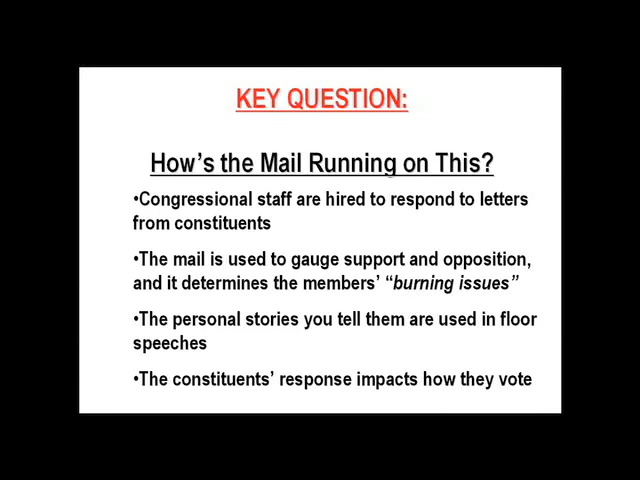 KEY QUESTION:
How's the Mail Running on This?
•Congressional staff are hired to respond to letters
from constituents
•The mail is used to gauge support and opposition,
and it determines the members' “burning issues”
•The personal stories you tell them are used in floor
speeches
•The constituents' response impacts how they vote